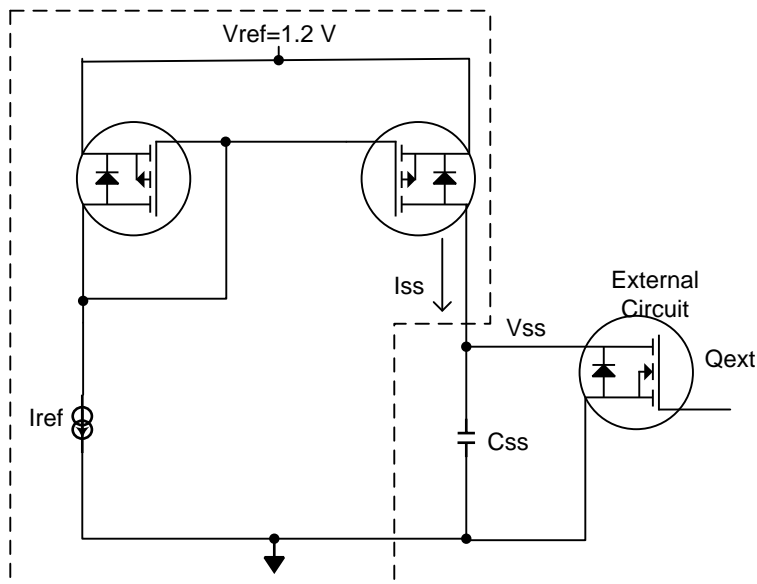 Vref=1.2 V
Iss
External
Circuit
Vss
Qext
Iref
Css